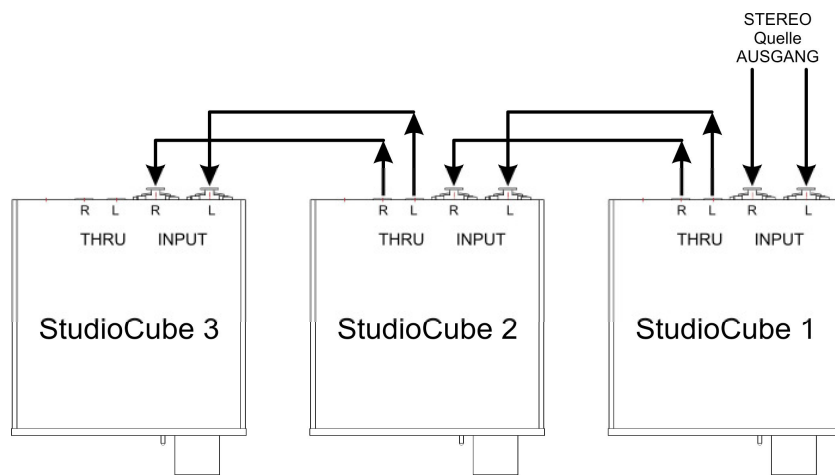 STEREO
Quelle
AUSGANG
R L R L
THRU INPUT
StudioCube 3
R L R L
THRU INPUT
StudioCube 2
R L R L
THRU INPUT
StudioCube 1